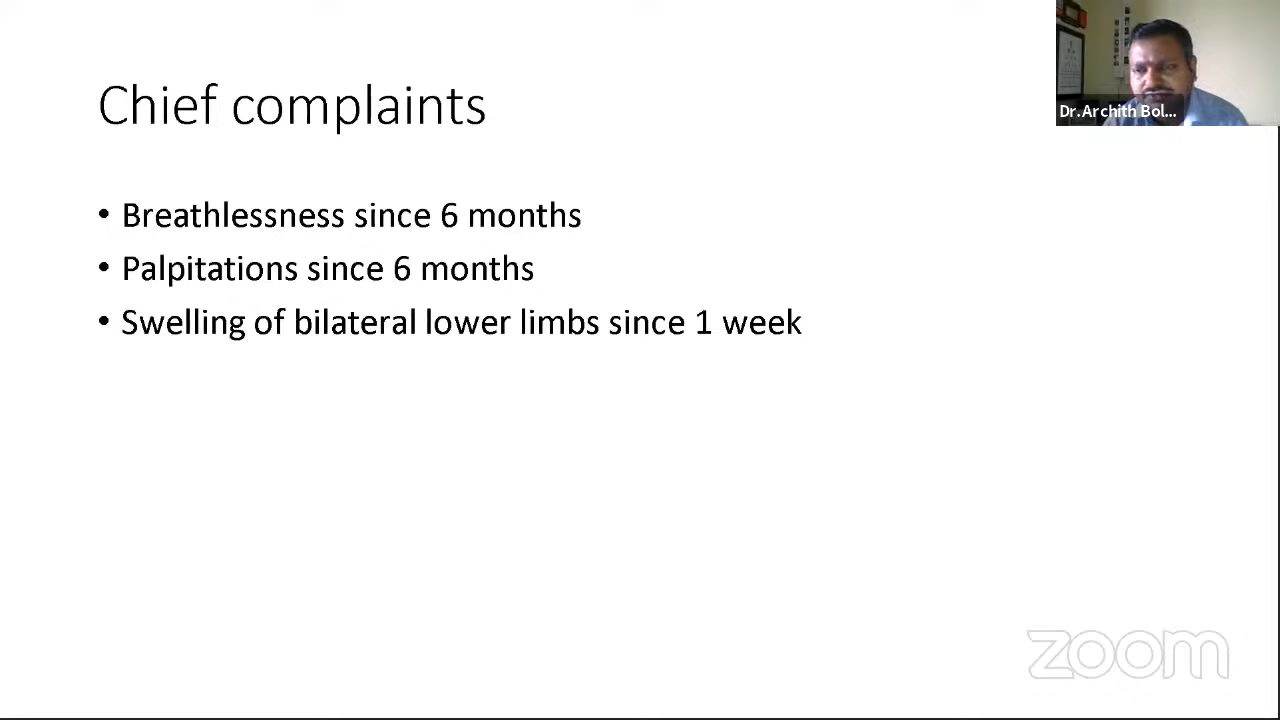 Chief complaints
Dr.Archith Bol...
• Breathlessness since 6 months
• Palpitations since 6 months
• Swelling of bilateral lower limbs since 1 week
zoom